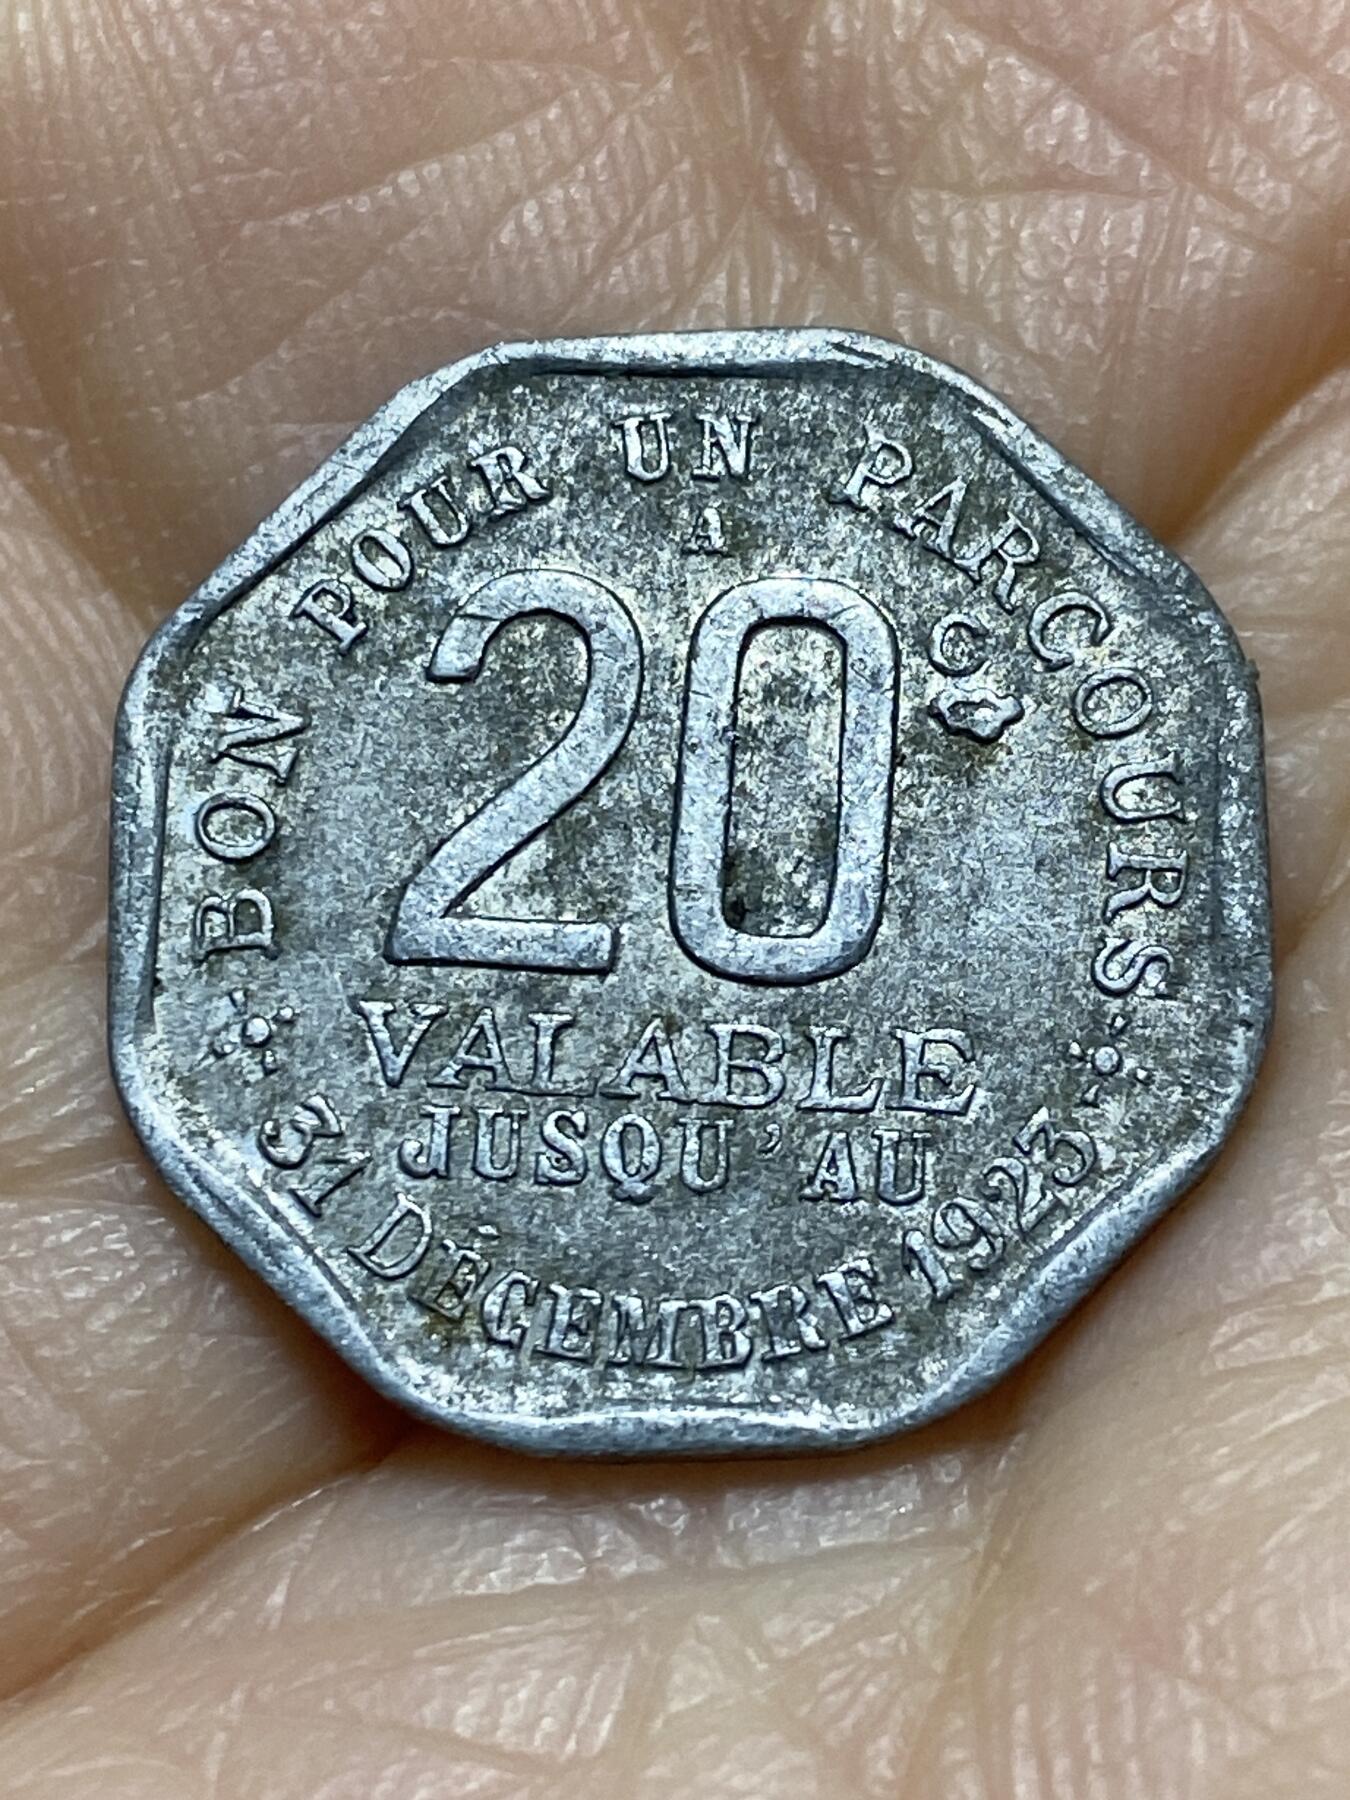 BON POUR UN PARCOURS
A
20 C
VALABLE
JUSQU'AU
31 DÉCEMBRE 1923